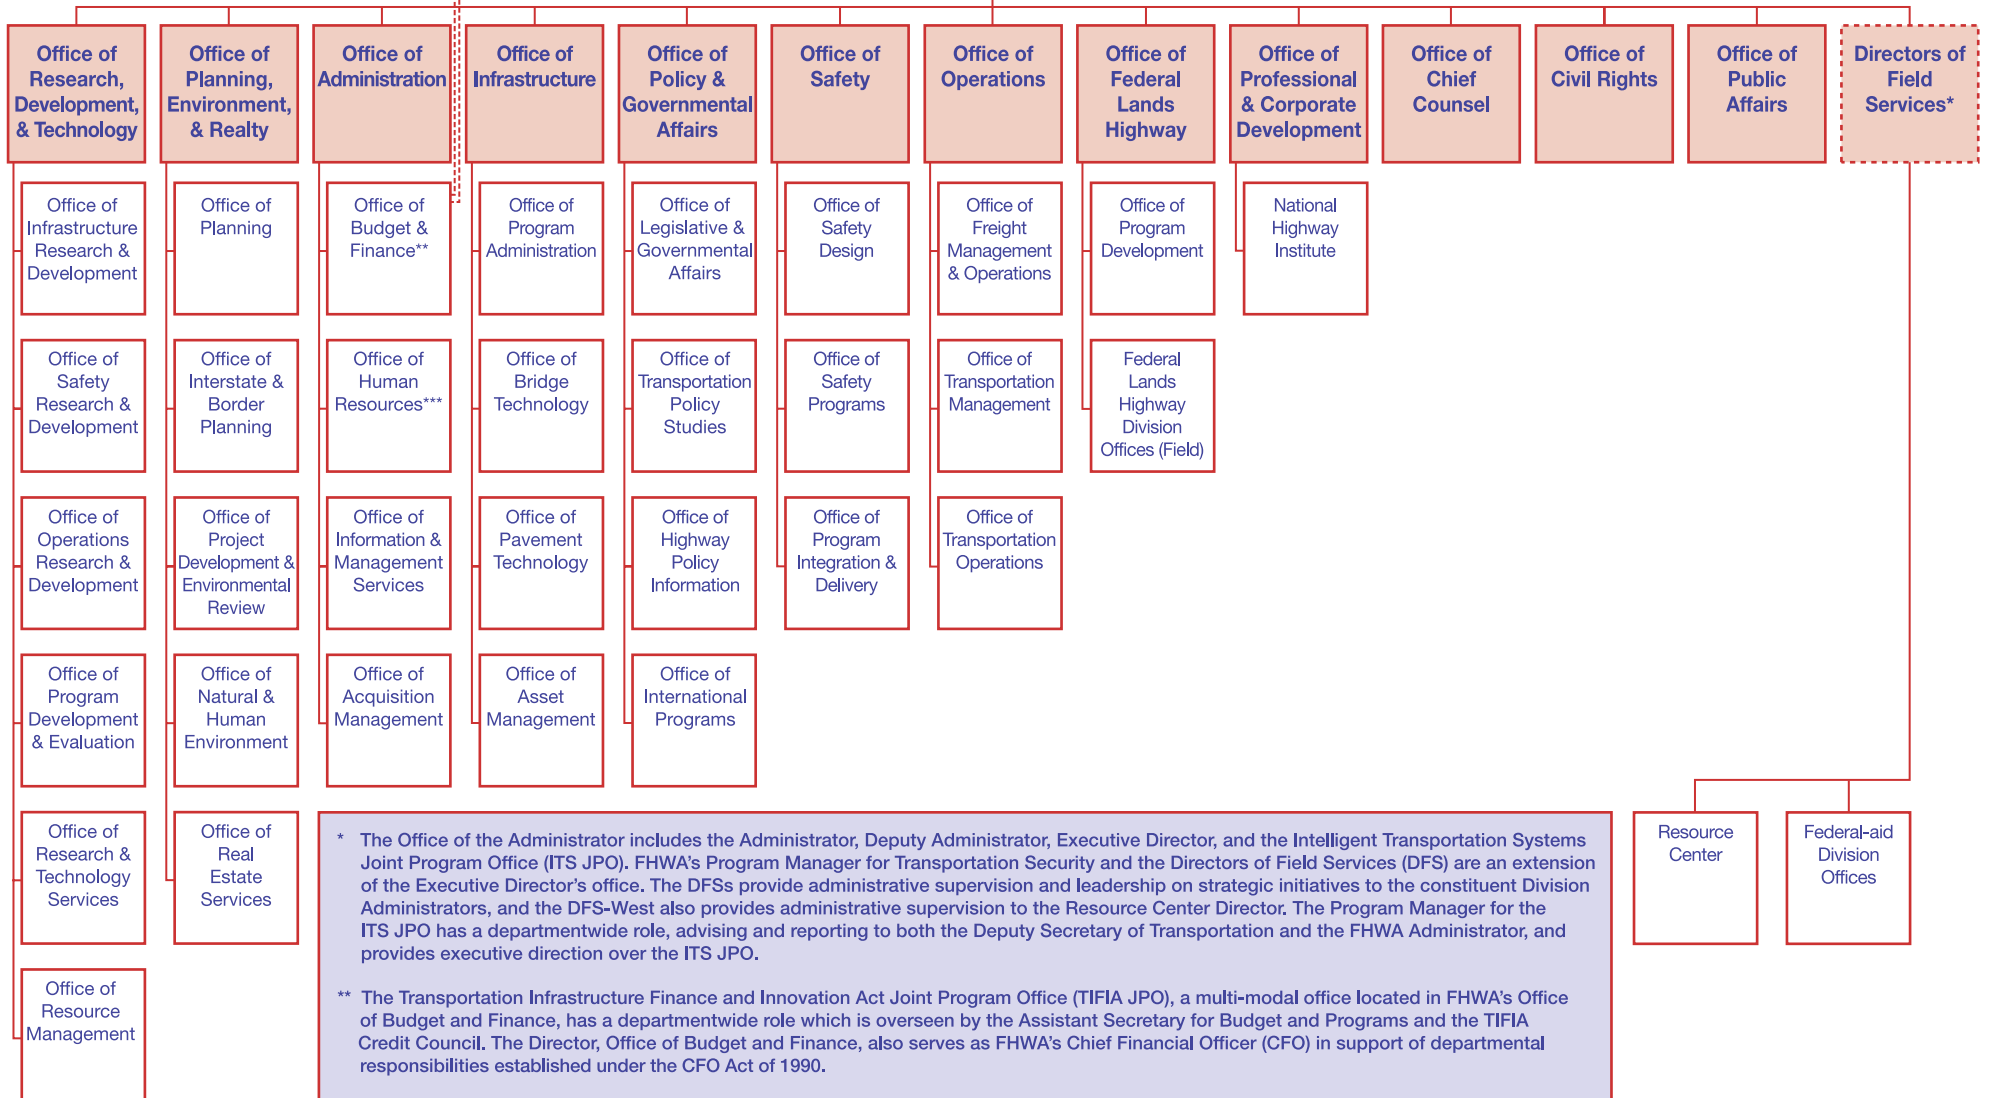 Office of
Research,
Development,
& Technology
Office of
Planning,
Environment,
& Realty
Office of
Administration
Office of
Infrastructure
Office of
Policy &
Governmental
Affairs
Office of
Safety
Office of
Operations
Office of
Federal
Lands
Highway
Office of
Professional
& Corporate
Development
Office of
Chief
Counsel
Office of
Civil Rights
Office of
Public
Affairs
Directors of
Field
Services*
Office of
Infrastructure
Research &
Development
Office of
Planning
Office of
Budget &
Finance**
Office of
Program
Administration
Office of
Legislative &
Governmental
Affairs
Office of
Safety
Design
Office of
Freight
Management
& Operations
Office of
Program
Development
National
Highway
Institute
Office of
Safety
Research &
Development
Office of
Interstate &
Border
Planning
Office of
Human
Resources***
Office of
Bridge
Technology
Office of
Transportation
Policy
Studies
Office of
Safety
Programs
Office of
Transportation
Management
Federal
Lands
Highway
Division
Offices (Field)
Office of
Operations
Research &
Development
Office of
Project
Development &
Environmental
Review
Office of
Information &
Management
Services
Office of
Pavement
Technology
Office of
Highway
Policy
Information
Office of
Program
Integration &
Delivery
Office of
Transportation
Operations
Office of
Program
Development
& Evaluation
Office of
Natural &
Human
Environment
Office of
Acquisition
Management
Office of
Asset
Management
Office of
International
Programs
Office of
Research &
Technology
Services
Office of
Real
Estate
Services
Resource
Center
Federal-aid
Division
Offices
Office of
Resource
Management
* The Office of the Administrator includes the Administrator, Deputy Administrator, Executive Director, and the Intelligent Transportation Systems
Joint Program Office (ITS JPO). FHWA's Program Manager for Transportation Security and the Directors of Field Services (DFS) are an extension
of the Executive Director's office. The DFSs provide administrative supervision and leadership on strategic initiatives to the constituent Division
Administrators, and the DFS-West also provides administrative supervision to the Resource Center Director. The Program Manager for the
ITS JPO has a departmentwide role, advising and reporting to both the Deputy Secretary of Transportation and the FHWA Administrator, and
provides executive direction over the ITS JPO.
** The Transportation Infrastructure Finance and Innovation Act Joint Program Office (TIFIA JPO), a multi-modal office located in FHWA's Office
of Budget and Finance, has a departmentwide role which is overseen by the Assistant Secretary for Budget and Programs and the TIFIA
Credit Council. The Director, Office of Budget and Finance, also serves as FHWA's Chief Financial Officer (CFO) in support of departmental
responsibilities established under the CFO Act of 1990.